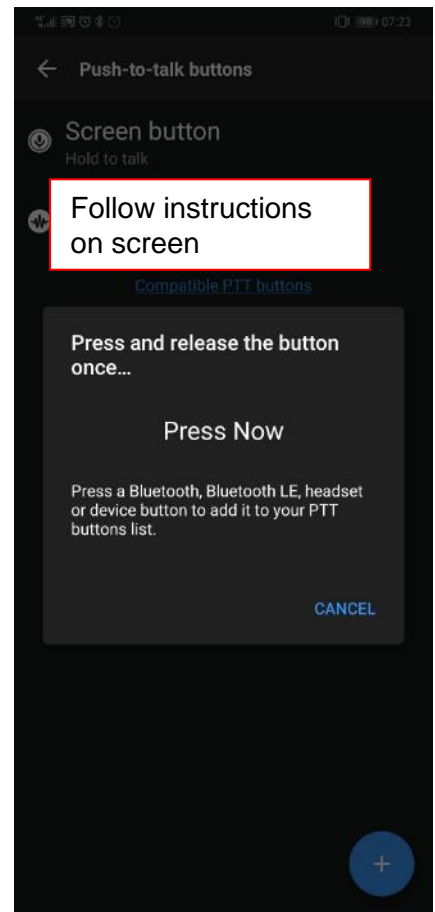 07:23
Push-to-talk buttons
Screen button
Hold to talk
Follow instructions
on screen
Compatible PTT buttons
Press and release the button
once...
Press Now
Press a Bluetooth, Bluetooth LE, headset
or device button to add it to your PTT
buttons list.
CANCEL
+